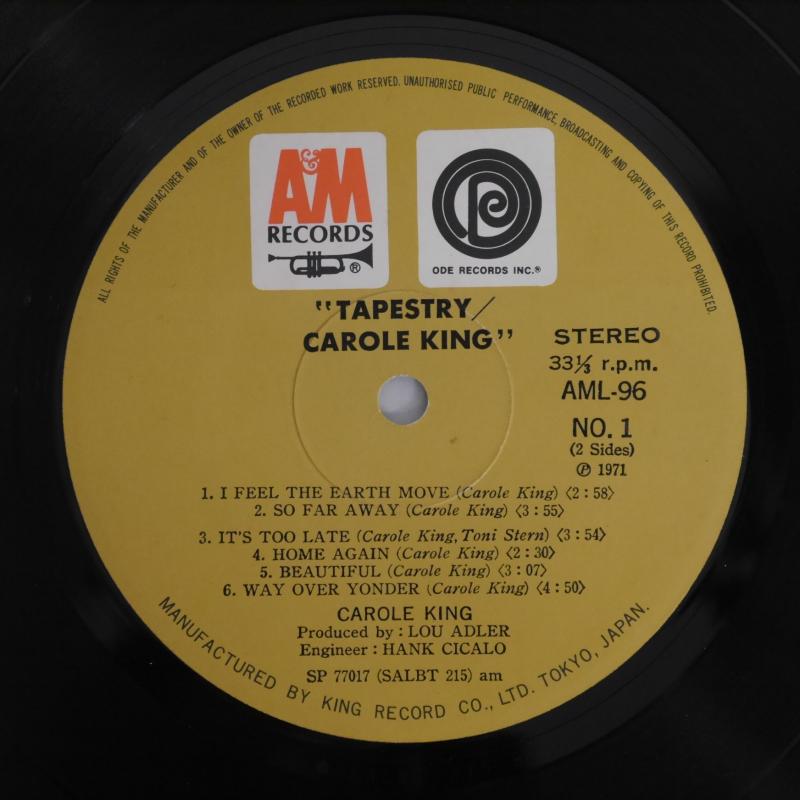 ALL RIGHTS OF THE MANUFACTURER AND OF THE OWNER OF THE RECORDED WORK RESERVED. UNAUTHORISED PUBLIC PERFORMANCE, BROADCASTING AND COPYING OF THIS RECORD PROHIBITED.
A&M
RECORDS
®
ODE RECORDS INC.®
"TAPESTRY/
CAROLE KING"
STEREO
33⅓ r.p.m.
AML-96
NO. 1
(2 Sides)
℗ 1971
1. I FEEL THE EARTH MOVE (Carole King) 〈2:58〉
2. SO FAR AWAY (Carole King) 〈3:55〉
3. IT'S TOO LATE (Carole King, Toni Stern) 〈3:54〉
4. HOME AGAIN (Carole King) 〈2:30〉
5. BEAUTIFUL (Carole King) 〈3:07〉
6. WAY OVER YONDER (Carole King) 〈4:50〉
CAROLE KING
Produced by : LOU ADLER
Engineer : HANK CICALO
SP 77017 (SALBT 215) am
MANUFACTURED BY KING RECORD CO., LTD. TOKYO, JAPAN.